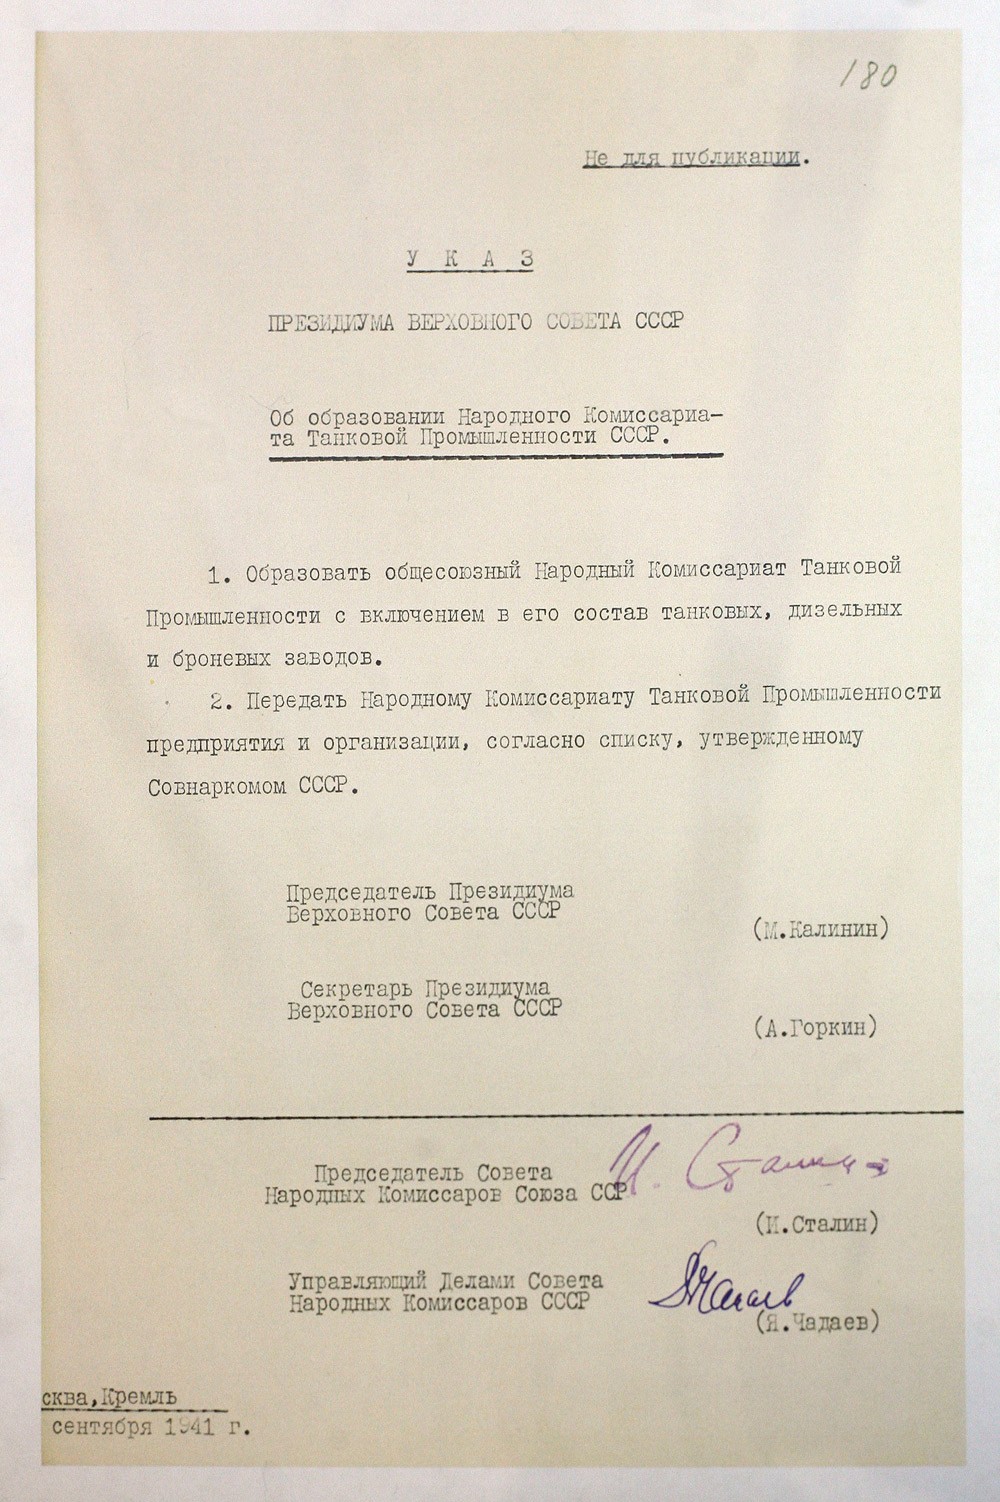 180
Не для публикации.
У К А З
ПРЕЗИДИУМА ВЕРХОВНОГО СОВЕТА СССР
Об образовании Народного Комиссариа-
та Танковой Промышленности СССР.
1. Образовать общесоюзный Народный Комиссариат Танковой
Промышленности с включением в его состав танковых, дизельных
и броневых заводов.
2. Передать Народному Комиссариату Танковой Промышленности
предприятия и организации, согласно списку, утвержденному
Совнаркомом СССР.
Председатель Президиума
Верховного Совета СССР
(М.Калинин)
Секретарь Президиума
Верховного Совета СССР
(А.Горкин)
Председатель Совета
Народных Комиссаров Союза ССР
И. Сталин
(И.Сталин)
Управляющий Делами Совета
Народных Комиссаров СССР
ЯЧадаев
(Я.Чадаев)
сква,Кремль
сентября 1941 г.